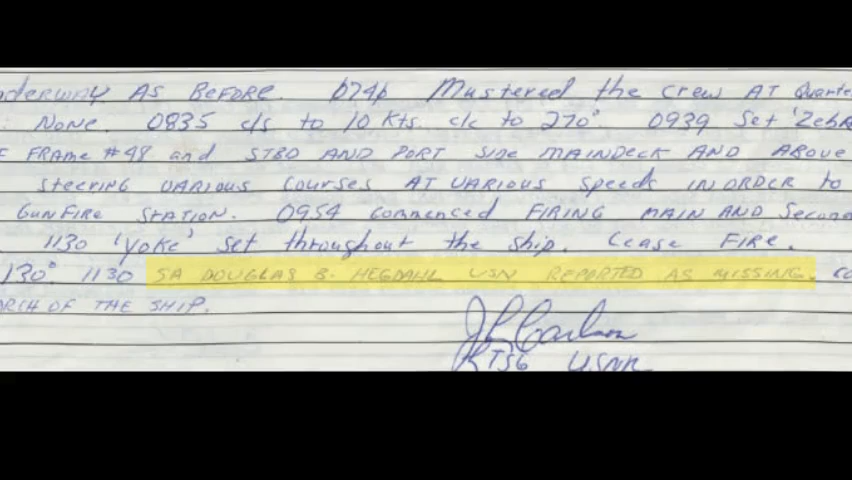 nderway AS BEFORE. 0746 Mustered the crew AT Quarte
None. 0835 c/s to 10 Kts. c/c to 270° 0939 Set 'Zebr
FRAME #48 and STBD AND PORT SIDE MAINDECK AND ABOVE
steering VARIOUS COURSES AT VARIOUS Speeds IN ORDER to
GUNFIRE STATION. 0954 commenced FIRING MAIN AND Second
1130 'Yoke' set throughout the ship. Cease FIRE.
130° 1130 SA DOUGLAS B. HEGDAHL USN REPORTED AS MISSING. CO
RCH OF THE SHIP.
USNR